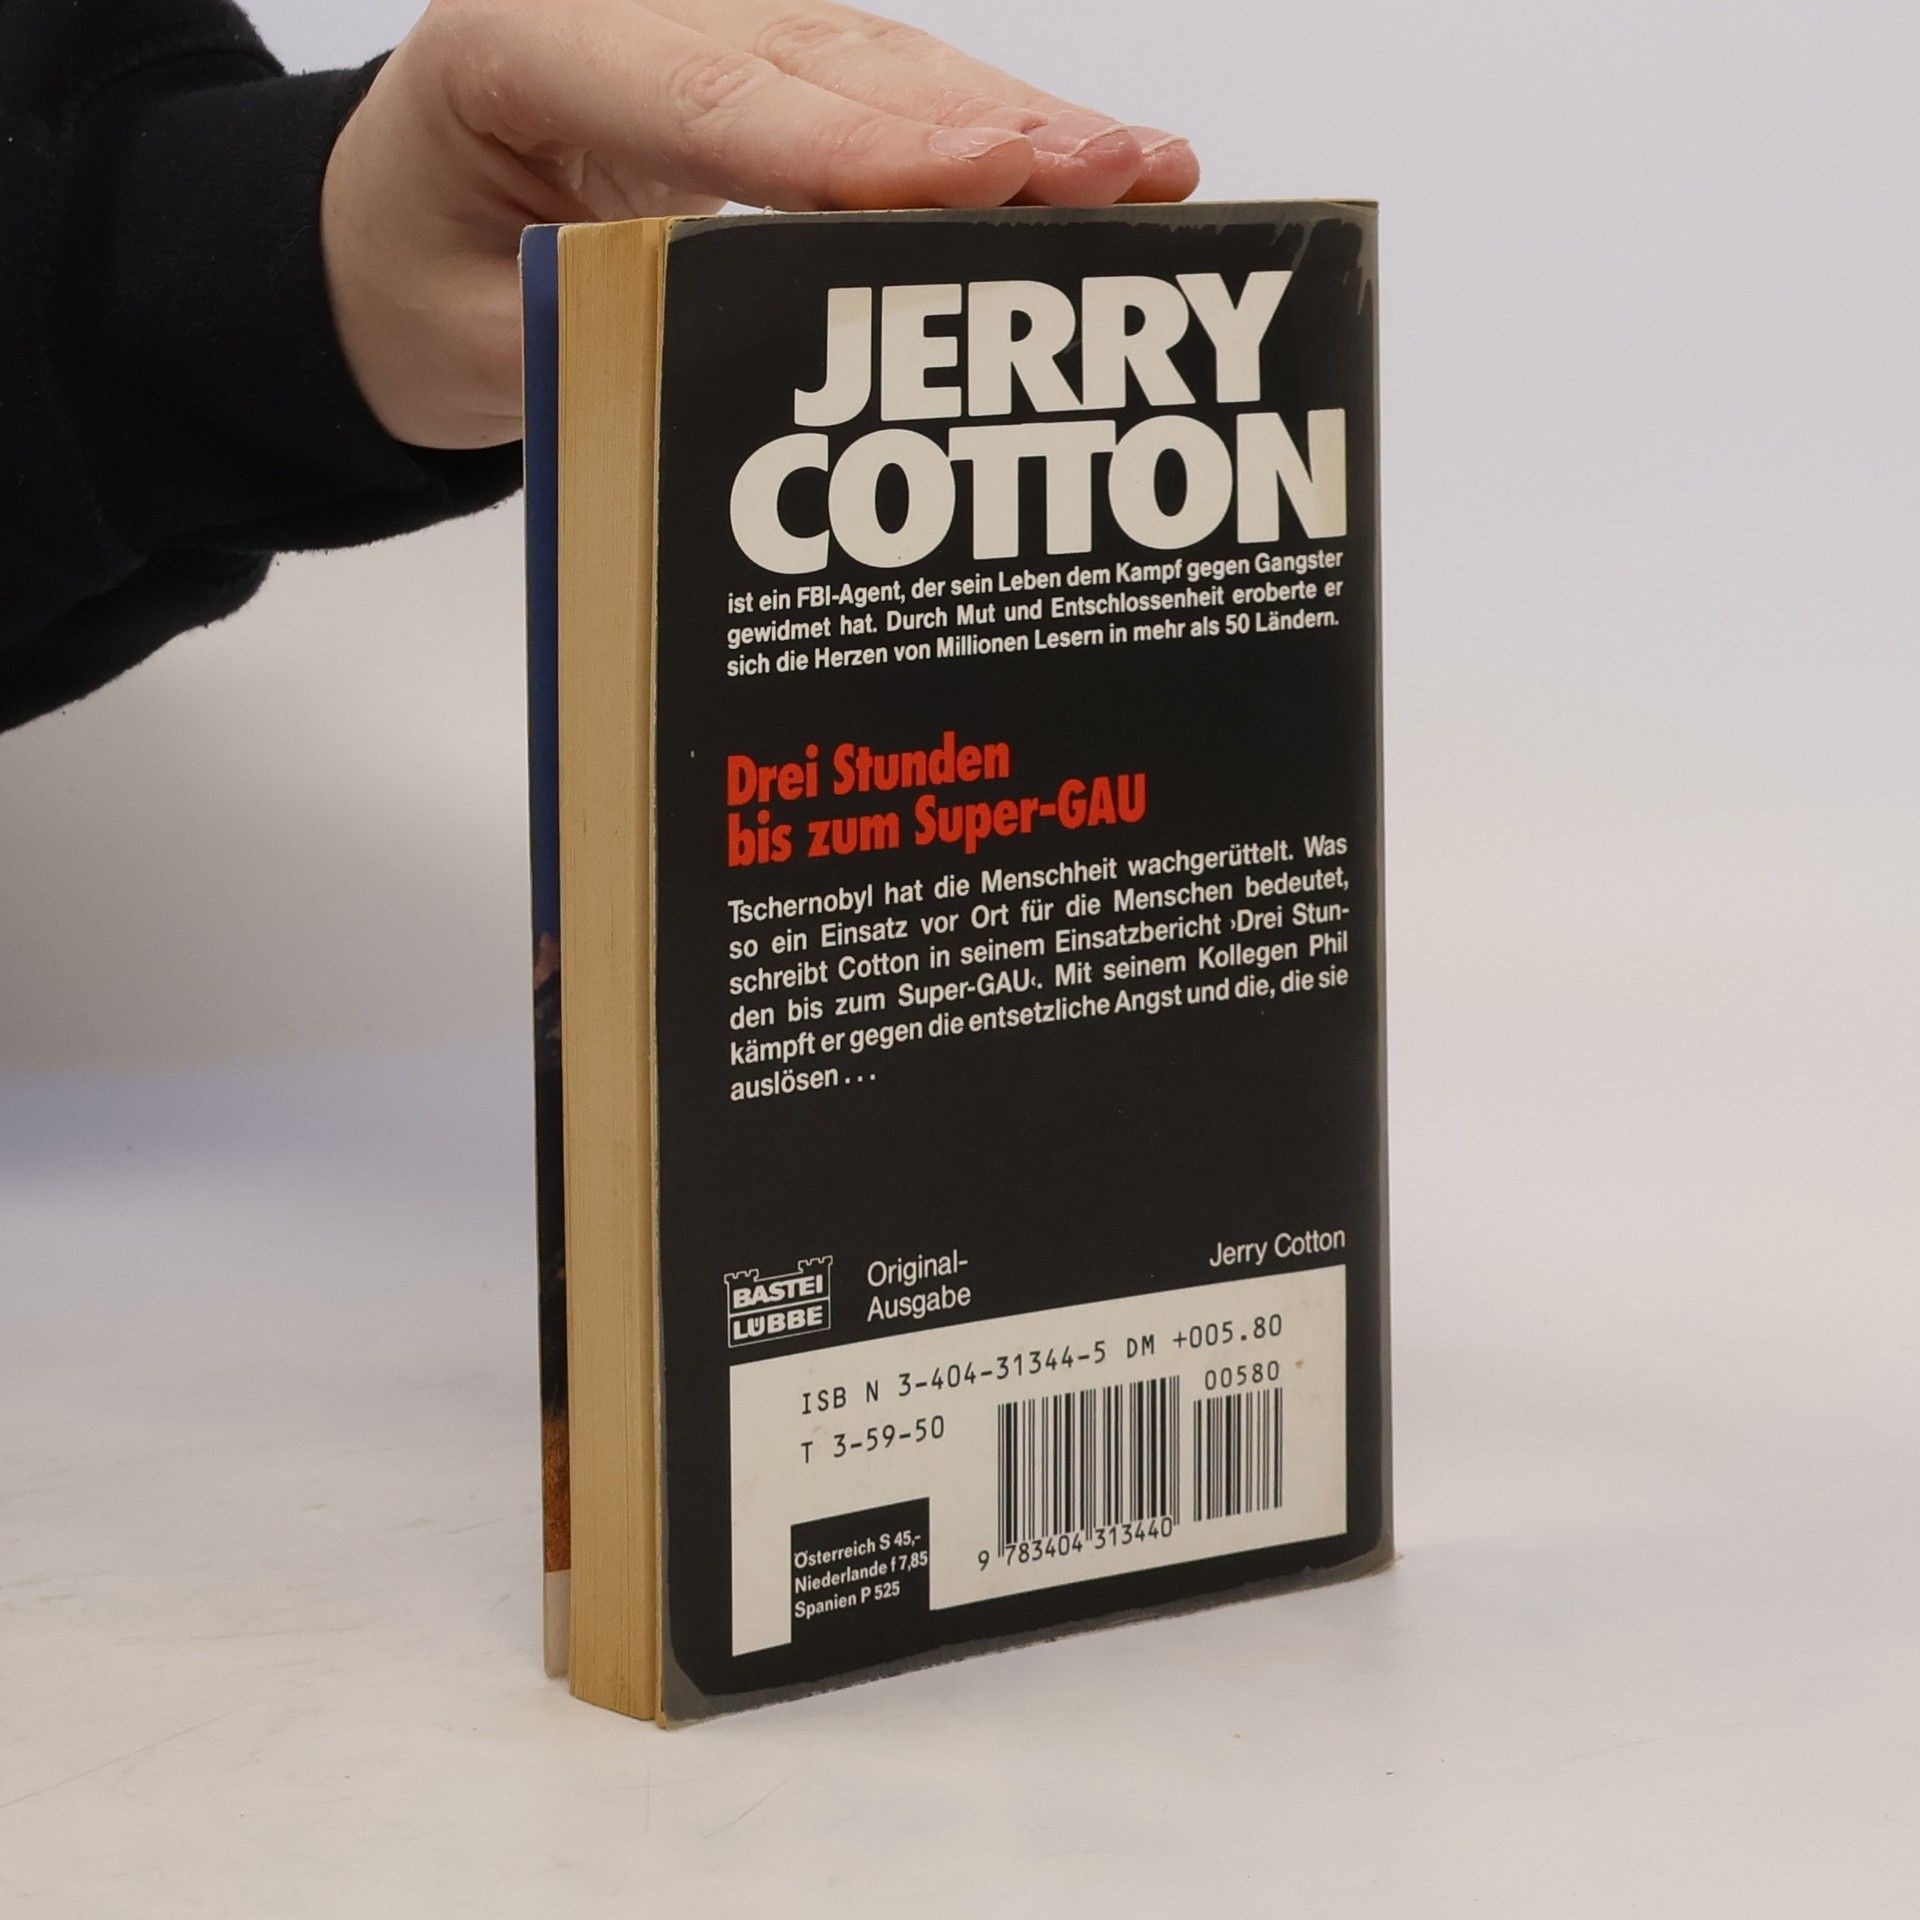 JERRY
COTTON
ist ein FBI-Agent, der sein Leben dem Kampf gegen Gangster
gewidmet hat. Durch Mut und Entschlossenheit eroberte er
sich die Herzen von Millionen Lesern in mehr als 50 Ländern.
Drei Stunden
bis zum Super-GAU
Tschernobyl hat die Menschheit wachgerüttelt. Was
so ein Einsatz vor Ort für die Menschen bedeutet,
schreibt Cotton in seinem Einsatzbericht ›Drei Stun-
den bis zum Super-GAU‹. Mit seinem Kollegen Phil
kämpft er gegen die entsetzliche Angst und die, die sie
auslösen . . .
BASTEI
LÜBBE
Original-
Ausgabe
Jerry Cotton
ISB N 3-404-31344-5 DM +005.80
T 3-59-50
00580
9 783404 313440
Österreich S 45,-
Niederlande f 7,85
Spanien P 525